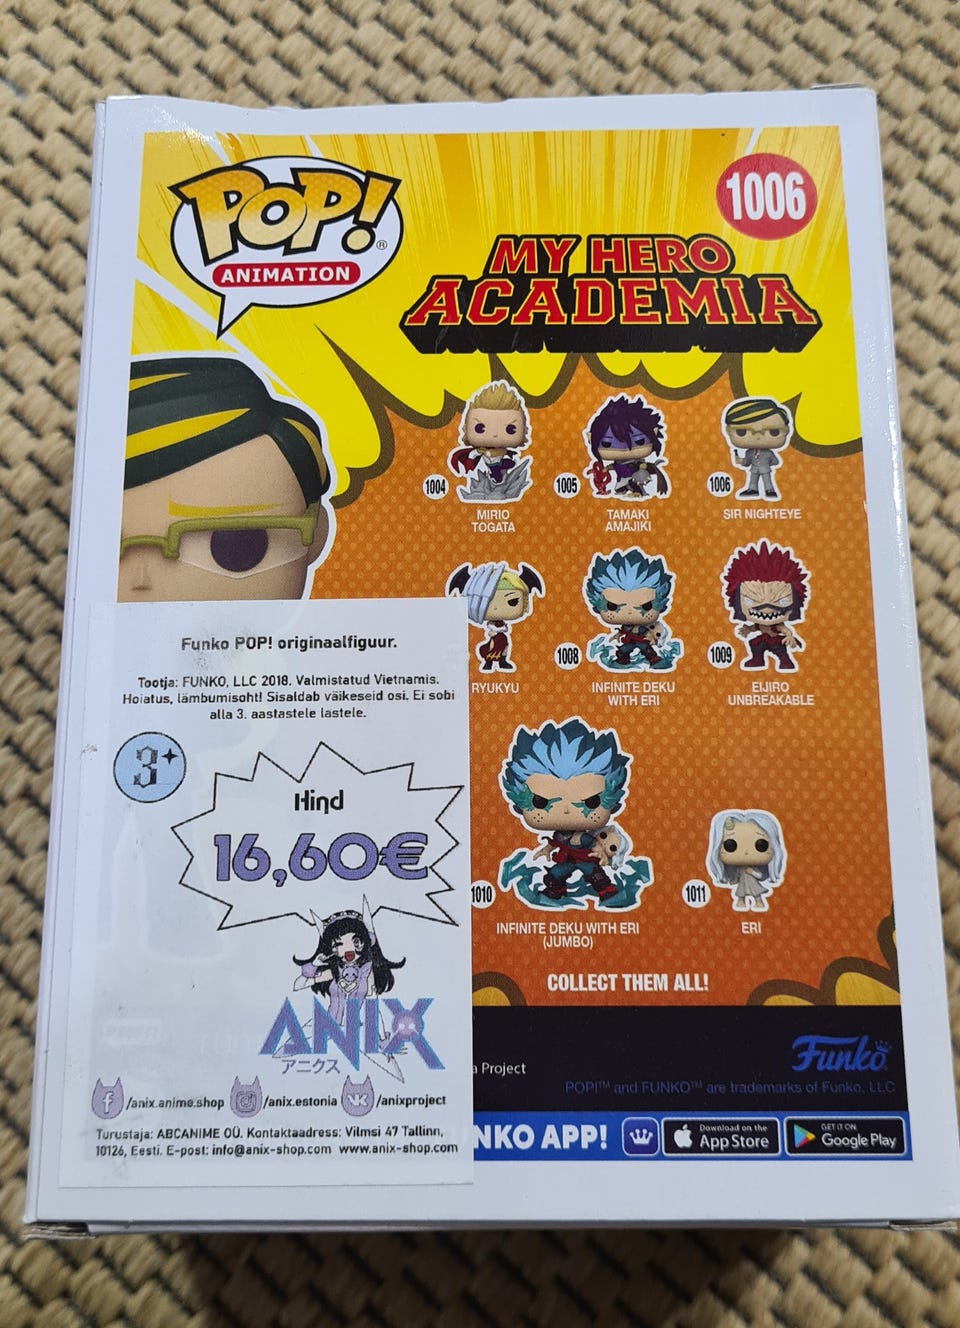 POP!®
ANIMATION
1006
MY HERO
ACADEMIA
1004
MIRIO
TOGATA
1005
TAMAKI
AMAJIKI
1006
SIR NIGHTEYE
RYUKYU
1008
INFINITE DEKU
WITH ERI
1009
EIJIRO
UNBREAKABLE
1010
INFINITE DEKU WITH ERI
(JUMBO)
1011
ERI
COLLECT THEM ALL!
Funko POP! originaalfiguur.
Tootja: FUNKO, LLC 2018. Valmistatud Vietnamis.
Hoiatus, lämbumisoht! Sisaldab väikeseid osi. Ei sobi
alla 3. aastastele lastele.
3+
Hind
16,60€
ANIX
アニクス
/anix.anime.shop /anix.estonia /anixproject
Turustaja: ABCANIME OÜ. Kontaktaadress: Vilmsi 47 Tallinn,
10126, Eesti. E-post: info@anix-shop.com www.anix-shop.com
a Project
Funko
POP!™ and FUNKO™ are trademarks of Funko, LLC
NKO APP!
Download on the
App Store
GET IT ON
Google Play